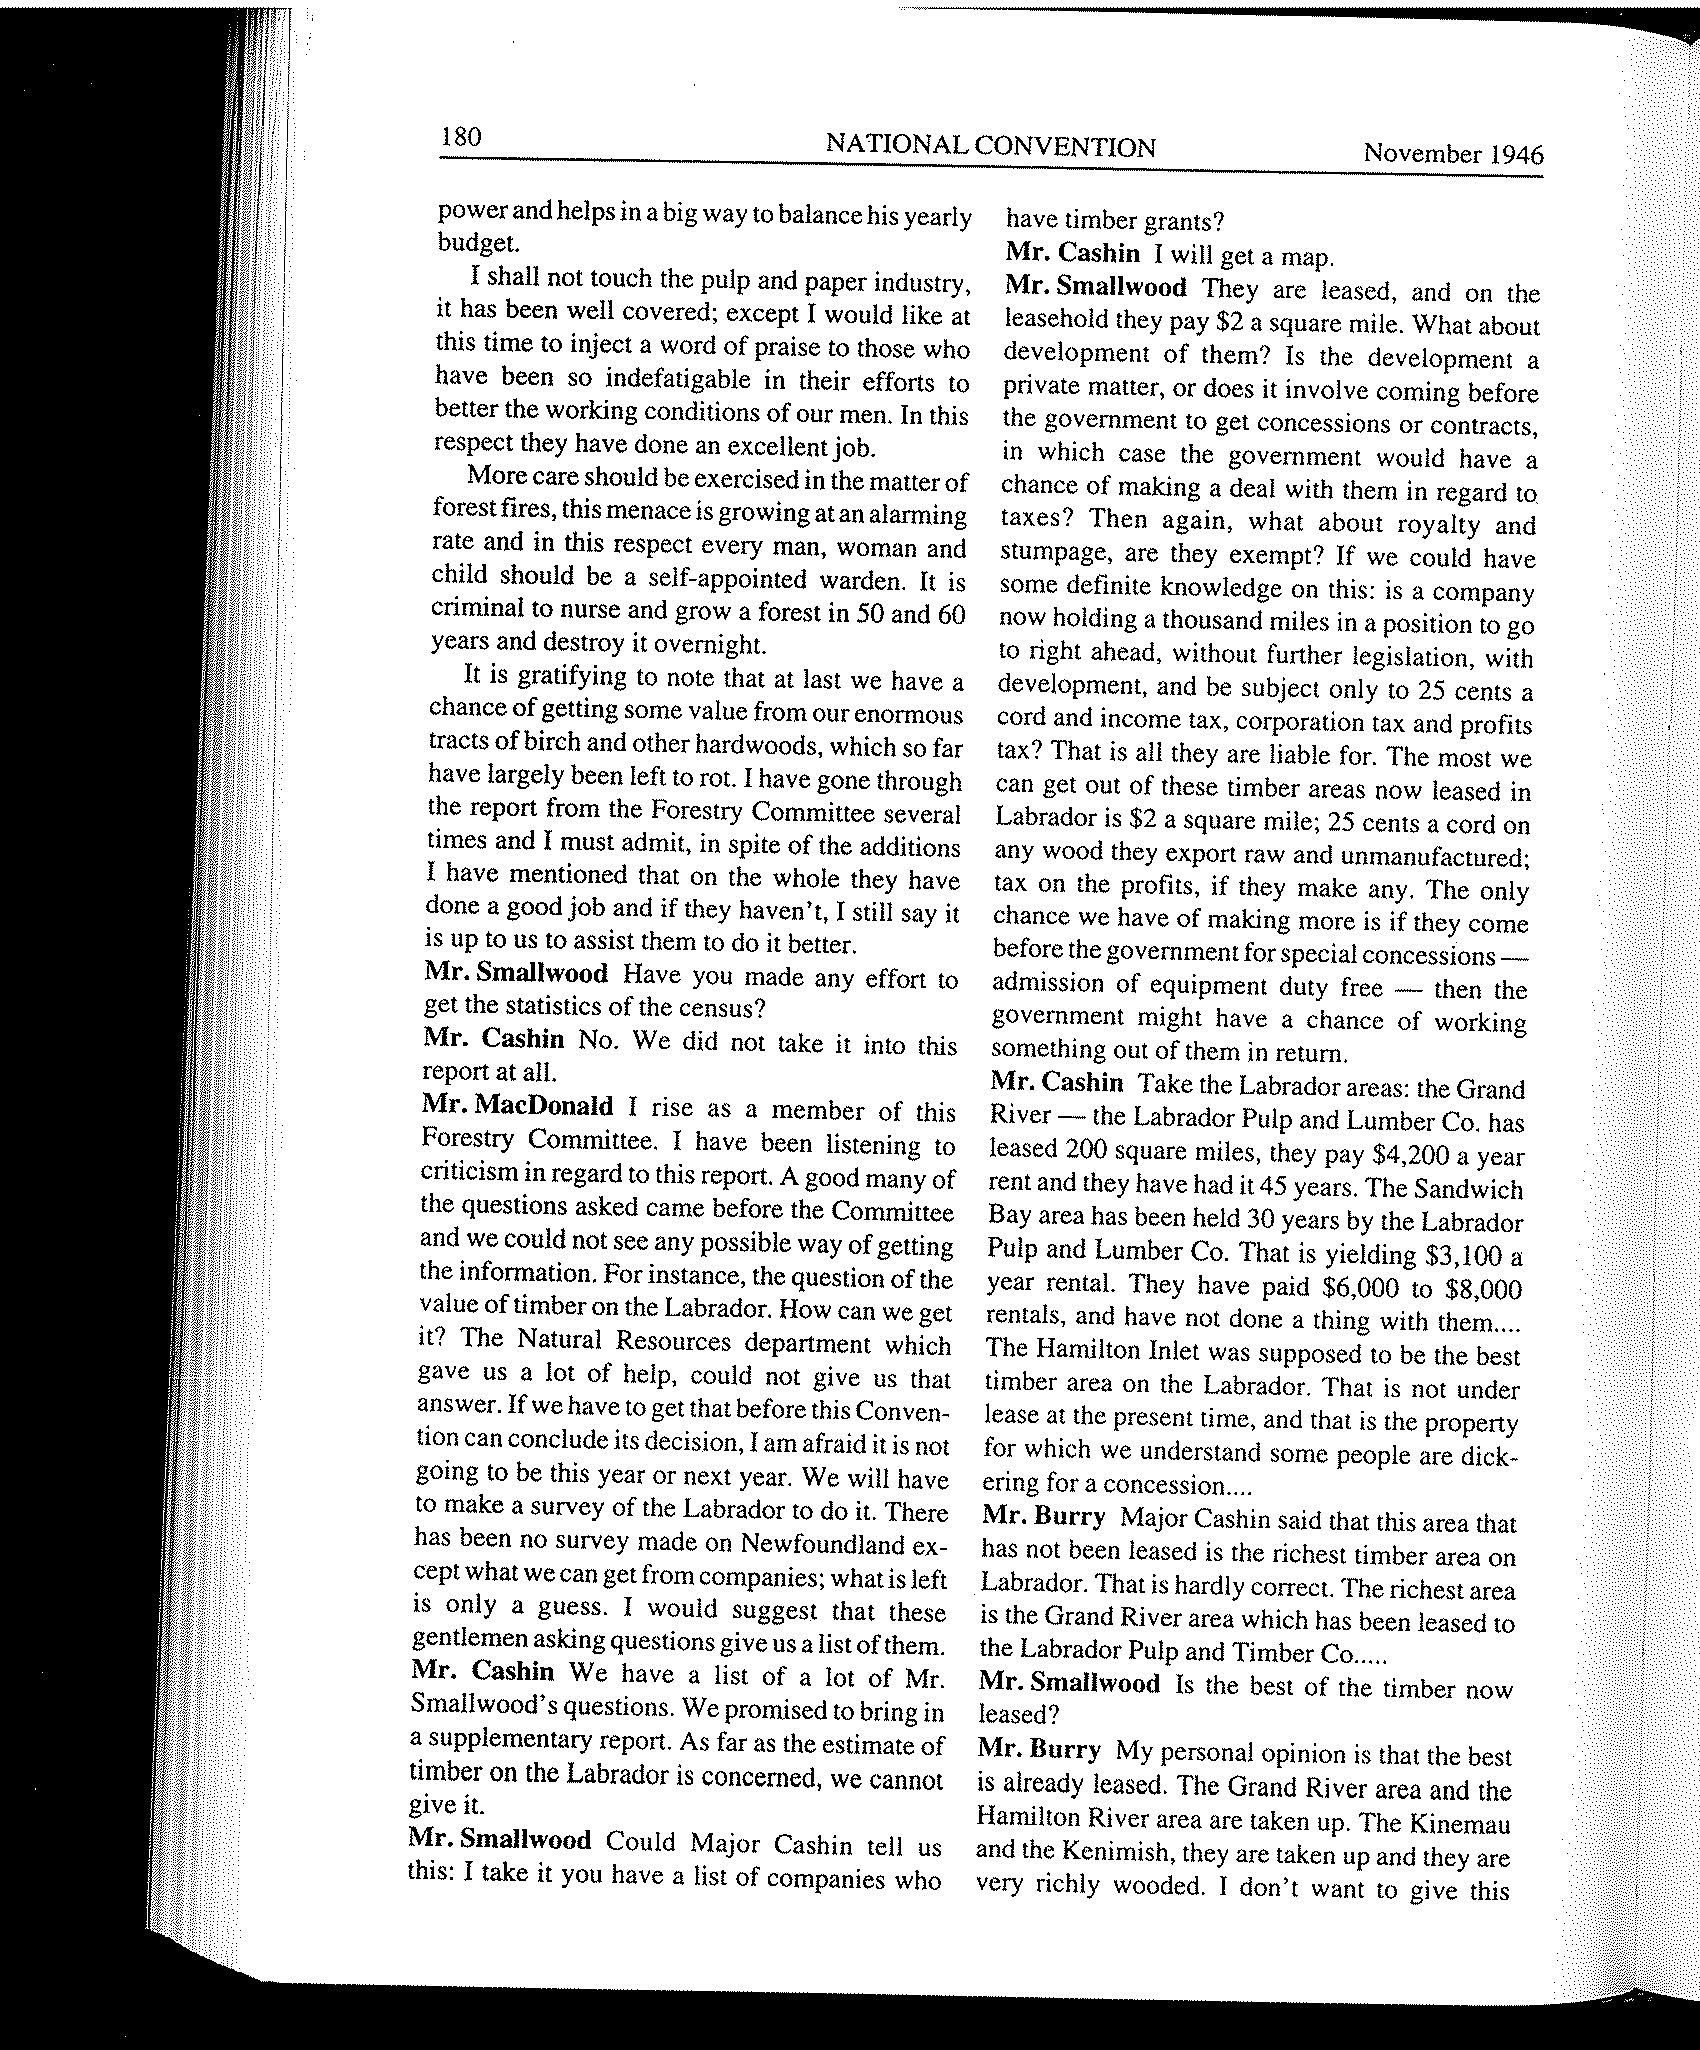 180
NATIONAL CONVENTION
November 1946
power and helps in a big way to balance his yearly
budget.
I shall not touch the pulp and paper industry,
it has been well covered; except I would like at
this time to inject a word of praise to those who
have been so indefatigable in their efforts to
better the working conditions of our men. In this
respect they have done an excellent job.
More care should be exercised in the matter of
forest fires, this menace is growing at an alarming
rate and in this respect every man, woman and
child should be a self-appointed warden. It is
criminal to nurse and grow a forest in 50 and 60
years and destroy it overnight.
It is gratifying to note that at last we have a
chance of getting some value from our enormous
tracts of birch and other hardwoods, which so far
have largely been left to rot. I have gone through
the report from the Forestry Committee several
times and I must admit, in spite of the additions
I have mentioned that on the whole they have
done a good job and if they haven't, I still say it
is up to us to assist them to do it better.
Mr. Smallwood Have you made any effort to
get the statistics of the census?
Mr. Cashin No. We did not take it into this
report at all.
Mr. MacDonald I rise as a member of this
Forestry Committee. I have been listening to
criticism in regard to this report. A good many of
the questions asked came before the Committee
and we could not see any possible way of getting
the information. For instance, the question of the
value of timber on the Labrador. How can we get
it? The Natural Resources department which
gave us a lot of help, could not give us that
answer. If we have to get that before this Conven-
tion can conclude its decision, I am afraid it is not
going to be this year or next year. We will have
to make a survey of the Labrador to do it. There
has been no survey made on Newfoundland ex-
cept what we can get from companies; what is left
is only a guess. I would suggest that these
gentlemen asking questions give us a list of them.
Mr. Cashin We have a list of a lot of Mr.
Smallwood's questions. We promised to bring in
a supplementary report. As far as the estimate of
timber on the Labrador is concerned, we cannot
give it.
Mr. Smallwood Could Major Cashin tell us
this: I take it you have a list of companies who
have timber grants?
Mr. Cashin I will get a map.
Mr. Smallwood They are leased, and on the
leasehold they pay $2 a square mile. What about
development of them? Is the development a
private matter, or does it involve coming before
the government to get concessions or contracts,
in which case the government would have a
chance of making a deal with them in regard to
taxes? Then again, what about royalty and
stumpage, are they exempt? If we could have
some definite knowledge on this: is a company
now holding a thousand miles in a position to go
to right ahead, without further legislation, with
development, and be subject only to 25 cents a
cord and income tax, corporation tax and profits
tax? That is all they are liable for. The most we
can get out of these timber areas now leased in
Labrador is $2 a square mile; 25 cents a cord on
any wood they export raw and unmanufactured;
tax on the profits, if they make any. The only
chance we have of making more is if they come
before the government for special concessions —
admission of equipment duty free — then the
government might have a chance of working
something out of them in return.
Mr. Cashin Take the Labrador areas: the Grand
River — the Labrador Pulp and Lumber Co. has
leased 200 square miles, they pay $4,200 a year
rent and they have had it 45 years. The Sandwich
Bay area has been held 30 years by the Labrador
Pulp and Lumber Co. That is yielding $3,100 a
year rental. They have paid $6,000 to $8,000
rentals, and have not done a thing with them....
The Hamilton Inlet was supposed to be the best
timber area on the Labrador. That is not under
lease at the present time, and that is the property
for which we understand some people are dick-
ering for a concession....
Mr. Burry Major Cashin said that this area that
has not been leased is the richest timber area on
Labrador. That is hardly correct. The richest area
is the Grand River area which has been leased to
the Labrador Pulp and Timber Co.....
Mr. Smallwood Is the best of the timber now
leased?
Mr. Burry My personal opinion is that the best
is already leased. The Grand River area and the
Hamilton River area are taken up. The Kinemau
and the Kenimish, they are taken up and they are
very richly wooded. I don't want to give this